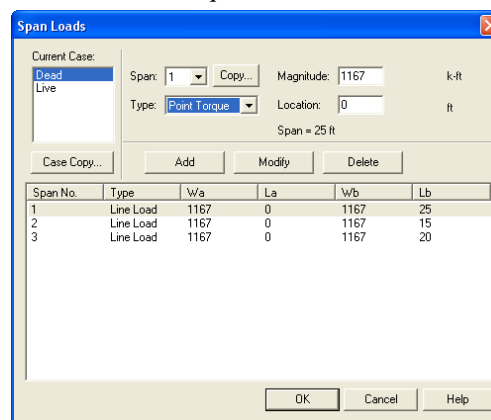 Span Loads
Current Case:
Dead
Live
Span: 1 Copy... Magnitude: 1167 k-ft
Type: Point Torque Location: 0 ft
Span = 25 ft
Case Copy... Add Modify Delete
Span No. Type Wa La Wb Lb
1 Line Load 1167 0 1167 25
2 Line Load 1167 0 1167 15
3 Line Load 1167 0 1167 20
OK Cancel Help